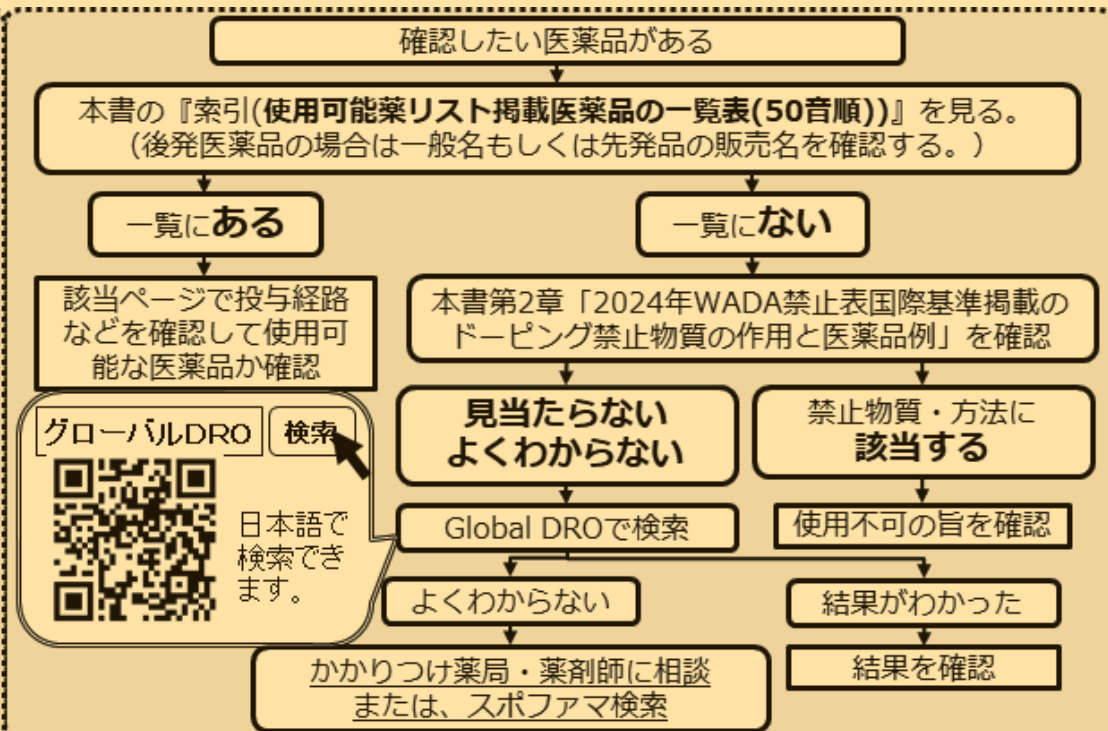 確認したい医薬品がある
本書の『索引(使用可能薬リスト掲載医薬品の一覧表(50音順))』を見る。
（後発医薬品の場合は一般名もしくは先発品の販売名を確認する。）
一覧にある
一覧にない
該当ページで投与経路
などを確認して使用可
能な医薬品か確認
本書第2章「2024年WADA禁止表国際基準掲載の
ドーピング禁止物質の作用と医薬品例」を確認
見当たらない
よくわからない
禁止物質・方法に
該当する
グローバルDRO
検索
日本語で
検索でき
ます。
Global DROで検索
使用不可の旨を確認
よくわからない
結果がわかった
かかりつけ薬局・薬剤師に相談
または、スポファマ検索
結果を確認